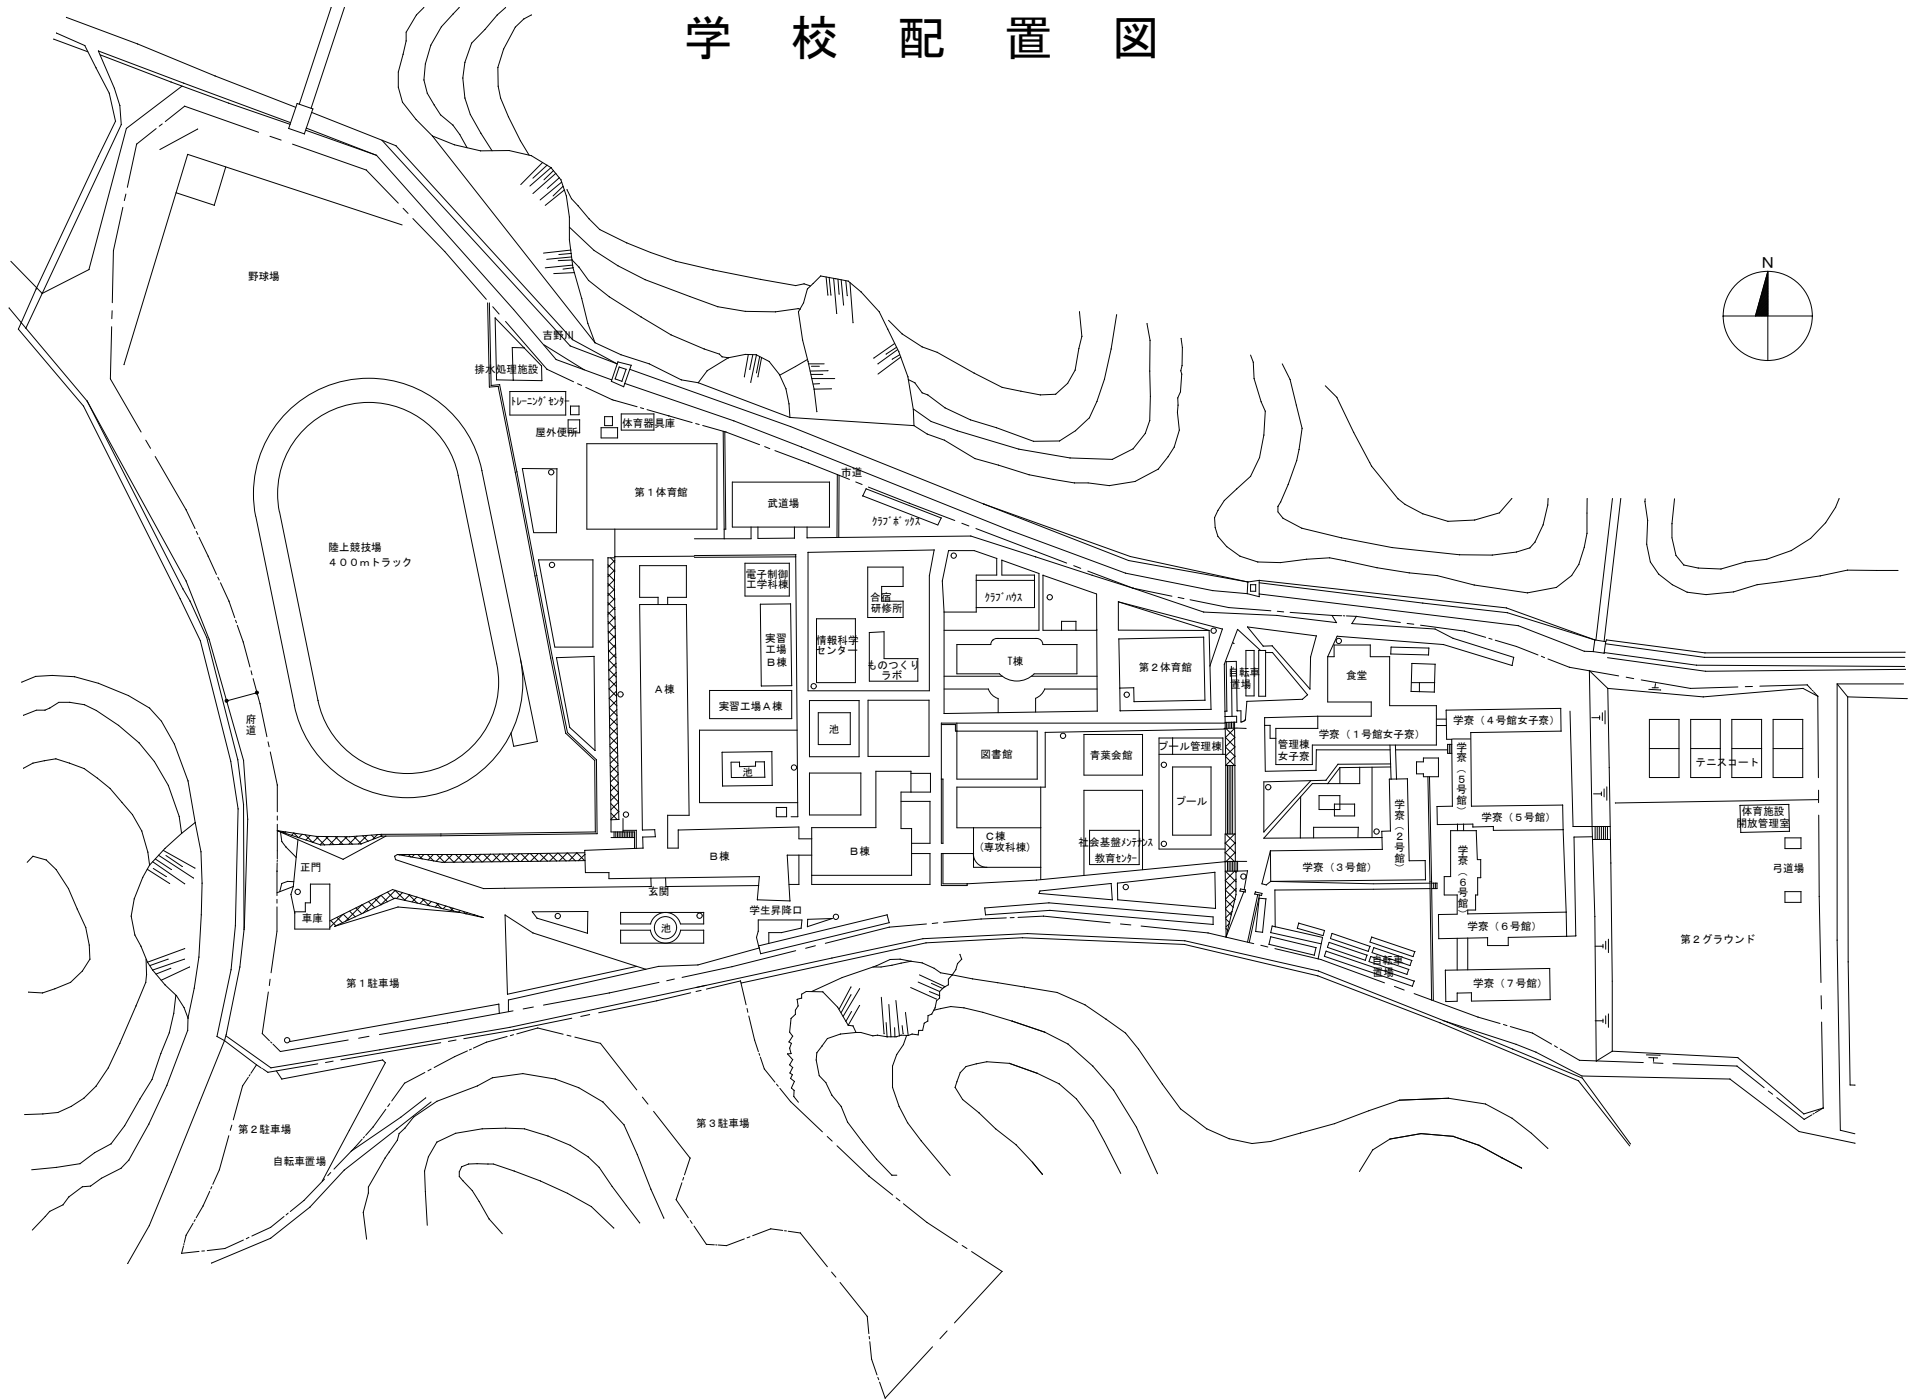 学校配置図
N
野球場
吉野川
排水処理施設
ﾄﾚｰﾆﾝｸﾞｾﾝﾀｰ
屋外便所
体育器具庫
市道
第１体育館
武道場
ｸﾗﾌﾞﾎﾞｯｸｽ
陸上競技場
４００ｍトラック
電子制御
工学科棟
合宿
研修所
ｸﾗﾌﾞﾊｳｽ
実習
工場
Ｂ棟
情報科学
センター
ものつくり
ラボ
T棟
第２体育館
自転車
置場
食堂
Ａ棟
実習工場Ａ棟
池
府道
学寮（４号館女子寮）
学寮（１号館女子寮）
管理棟
女子寮
図書館
青葉会館
プール管理棟
池
学寮（５号館）
テニスコート
プール
学寮（２号館）
学寮（５号館）
体育施設
開放管理室
Ｃ棟
（専攻科棟）
社会基盤ﾒﾝﾃﾅﾝｽ
教育ｾﾝﾀｰ
Ｂ棟
Ｂ棟
正門
学寮（３号館）
学寮（６号館）
弓道場
玄関
車庫
学生昇降口
池
学寮（６号館）
第２グラウンド
自転車
置場
第１駐車場
学寮（７号館）
第２駐車場
第３駐車場
自転車置場